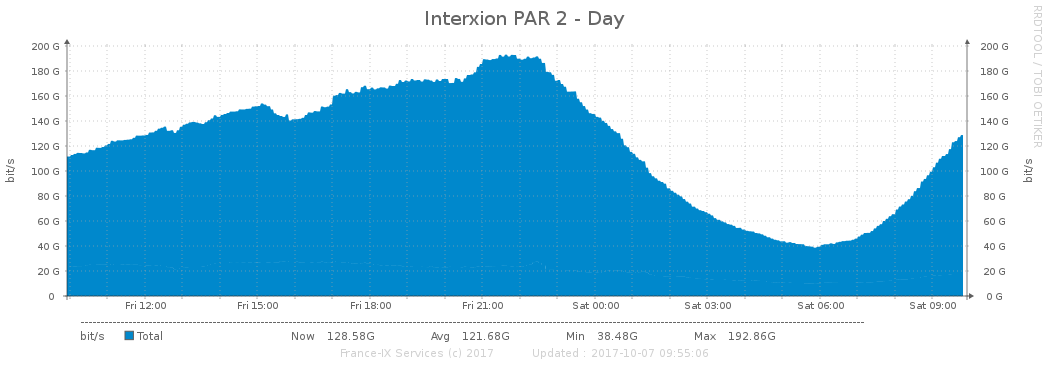 Interxion PAR 2 - Day
RRDTOOL / TOBI OETIKER
bit/s
200 G 200 G
180 G 180 G
160 G 160 G
140 G 140 G
120 G 120 G
100 G 100 G
80 G 80 G
60 G 60 G
40 G 40 G
20 G 20 G
0 0 G
bit/s
Fri 12:00 Fri 15:00 Fri 18:00 Fri 21:00 Sat 00:00 Sat 03:00 Sat 06:00 Sat 09:00
bit/s Total Now 128.58G Avg 121.68G Min 38.48G Max 192.86G
France-IX Services (c) 2017 Updated : 2017-10-07 09:55:06